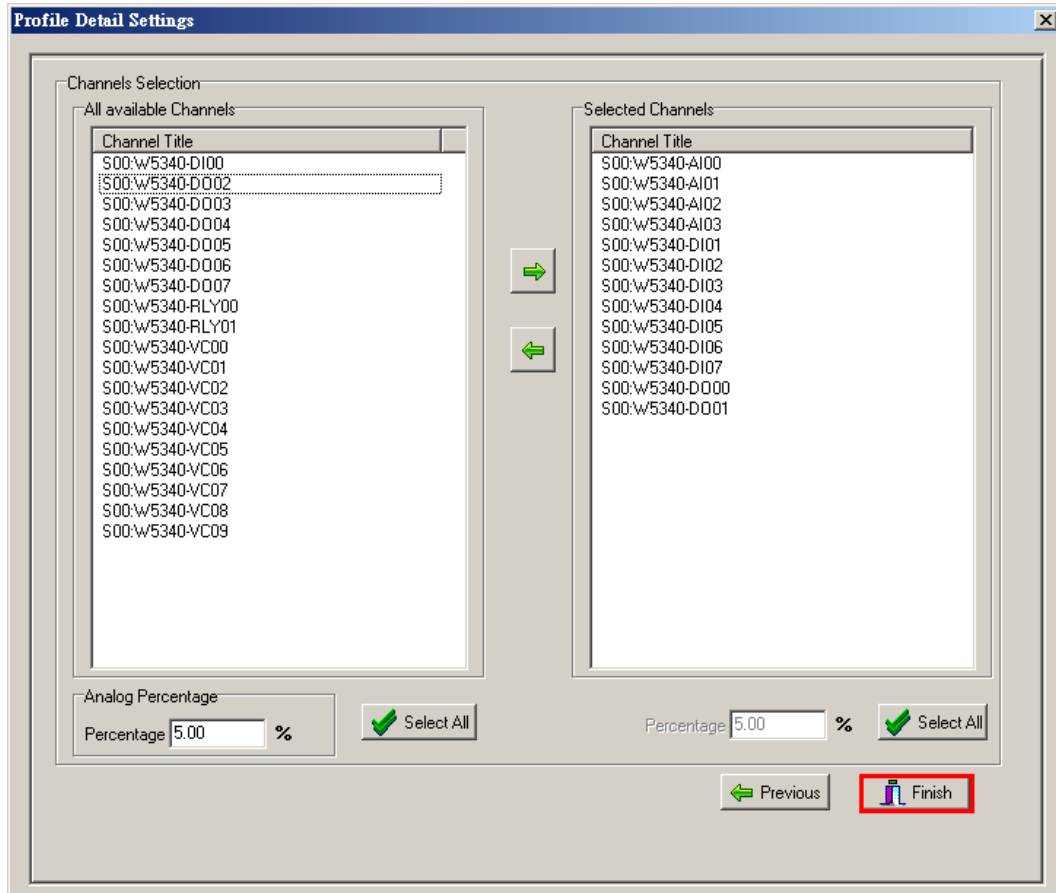 Profile Detail Settings
Channels Selection
All available Channels
Channel Title
S00:W5340-DI00
S00:W5340-DO02
S00:W5340-DO03
S00:W5340-DO04
S00:W5340-DO05
S00:W5340-DO06
S00:W5340-DO07
S00:W5340-RLY00
S00:W5340-RLY01
S00:W5340-VC00
S00:W5340-VC01
S00:W5340-VC02
S00:W5340-VC03
S00:W5340-VC04
S00:W5340-VC05
S00:W5340-VC06
S00:W5340-VC07
S00:W5340-VC08
S00:W5340-VC09
Selected Channels
Channel Title
S00:W5340-AI00
S00:W5340-AI01
S00:W5340-AI02
S00:W5340-AI03
S00:W5340-DI01
S00:W5340-DI02
S00:W5340-DI03
S00:W5340-DI04
S00:W5340-DI05
S00:W5340-DI06
S00:W5340-DI07
S00:W5340-DO00
S00:W5340-DO01
Analog Percentage
Percentage 5.00 %
Select All
Percentage 5.00 %
Select All
Previous
Finish